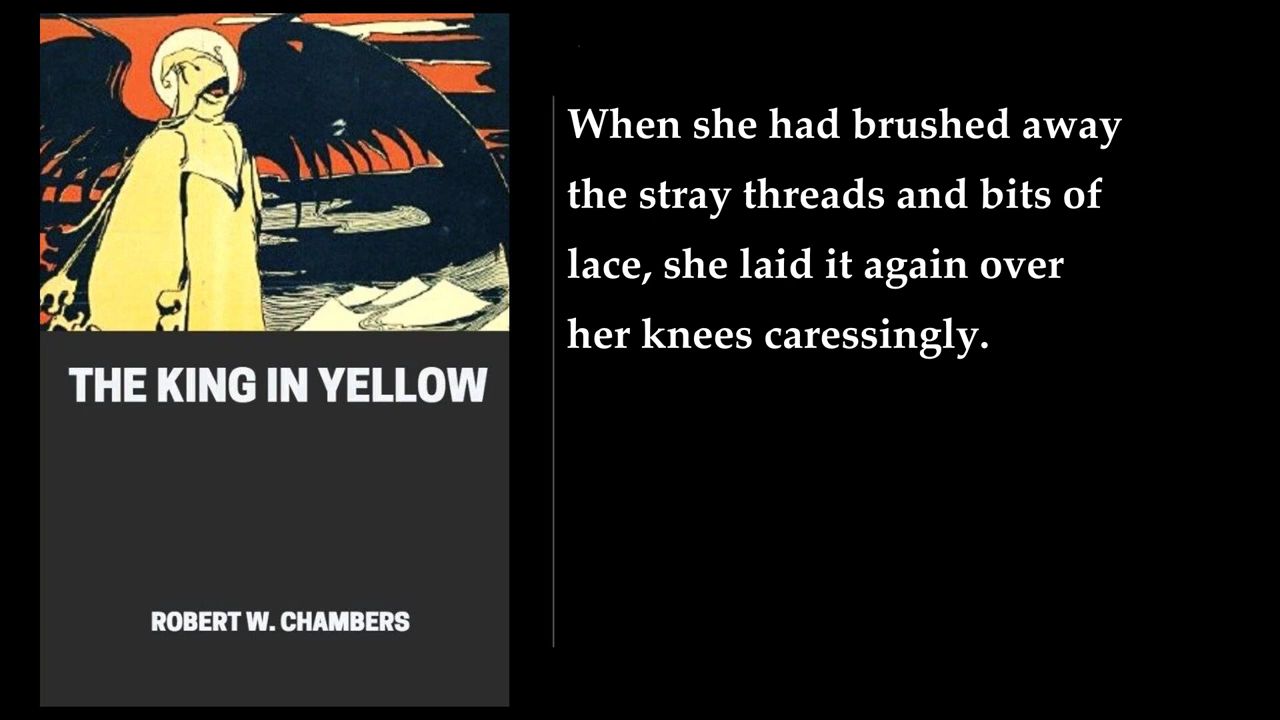 THE KING IN YELLOW
ROBERT W. CHAMBERS
When she had brushed away
the stray threads and bits of
lace, she laid it again over
her knees caressingly.